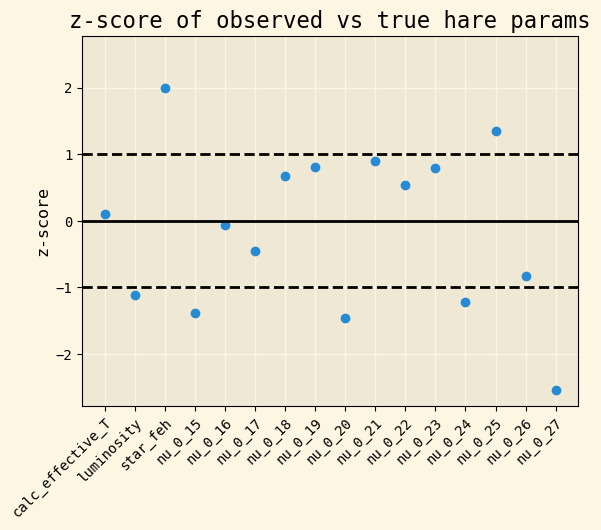 z-score of observed vs true hare params
z-score
2
1
0
−1
−2
calc_effective_T
luminosity
star_feh
nu_0_15
nu_0_16
nu_0_17
nu_0_18
nu_0_19
nu_0_20
nu_0_21
nu_0_22
nu_0_23
nu_0_24
nu_0_25
nu_0_26
nu_0_27